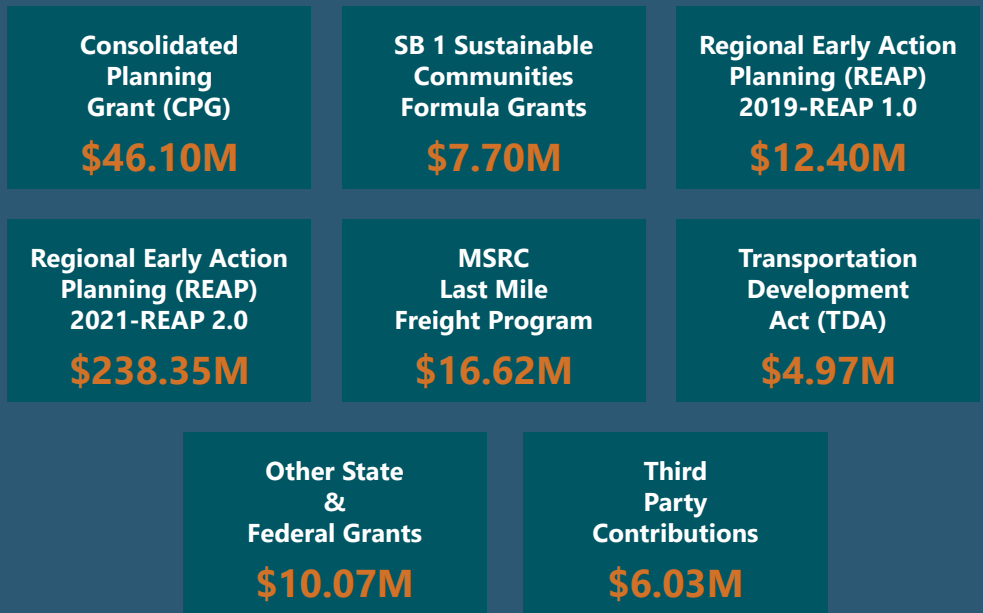 Consolidated
Planning
Grant (CPG)
$46.10M
SB 1 Sustainable
Communities
Formula Grants
$7.70M
Regional Early Action
Planning (REAP)
2019-REAP 1.0
$12.40M
Regional Early Action
Planning (REAP)
2021-REAP 2.0
$238.35M
MSRC
Last Mile
Freight Program
$16.62M
Transportation
Development
Act (TDA)
$4.97M
Other State
&
Federal Grants
$10.07M
Third
Party
Contributions
$6.03M